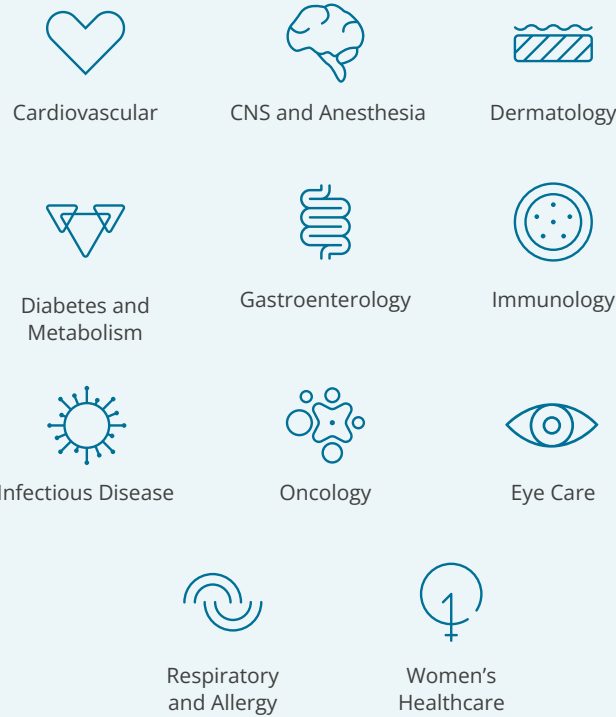 Cardiovascular
CNS and Anesthesia
Dermatology
Diabetes and
Metabolism
Gastroenterology
Immunology
Infectious Disease
Oncology
Eye Care
Respiratory
and Allergy
Women's
Healthcare